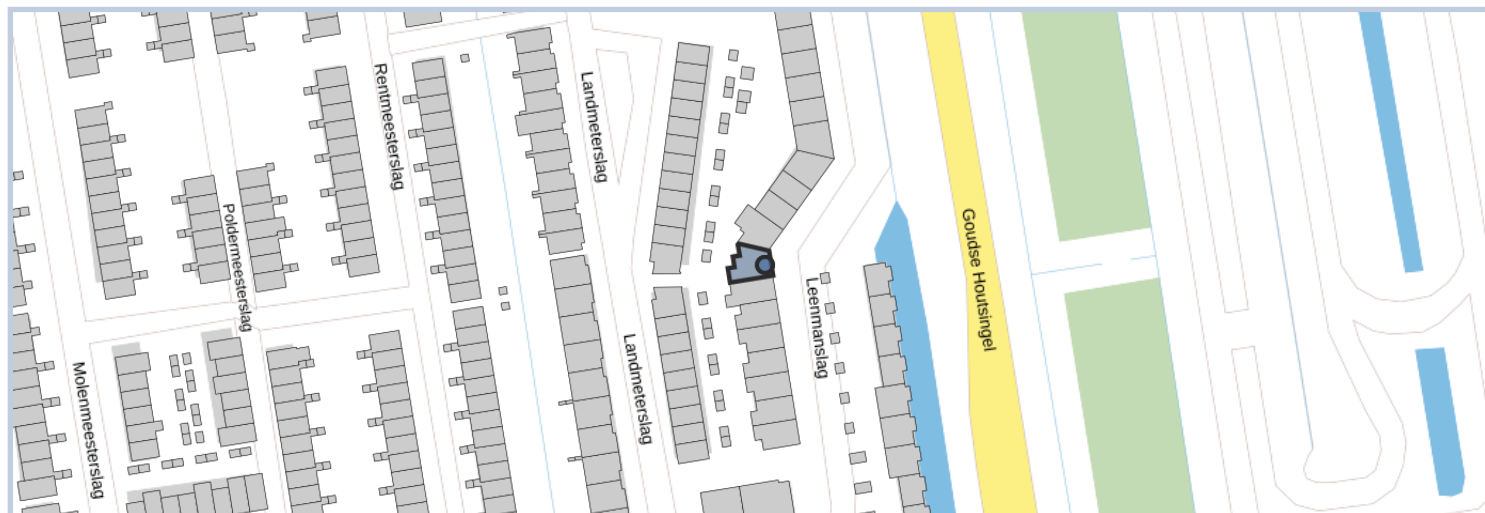 Rentmeesterslag
Landmeterslag
Poldermeesterslag
Goudse Houtsingel
Leenmanslag
Landmeterslag
Molenmeesterslag